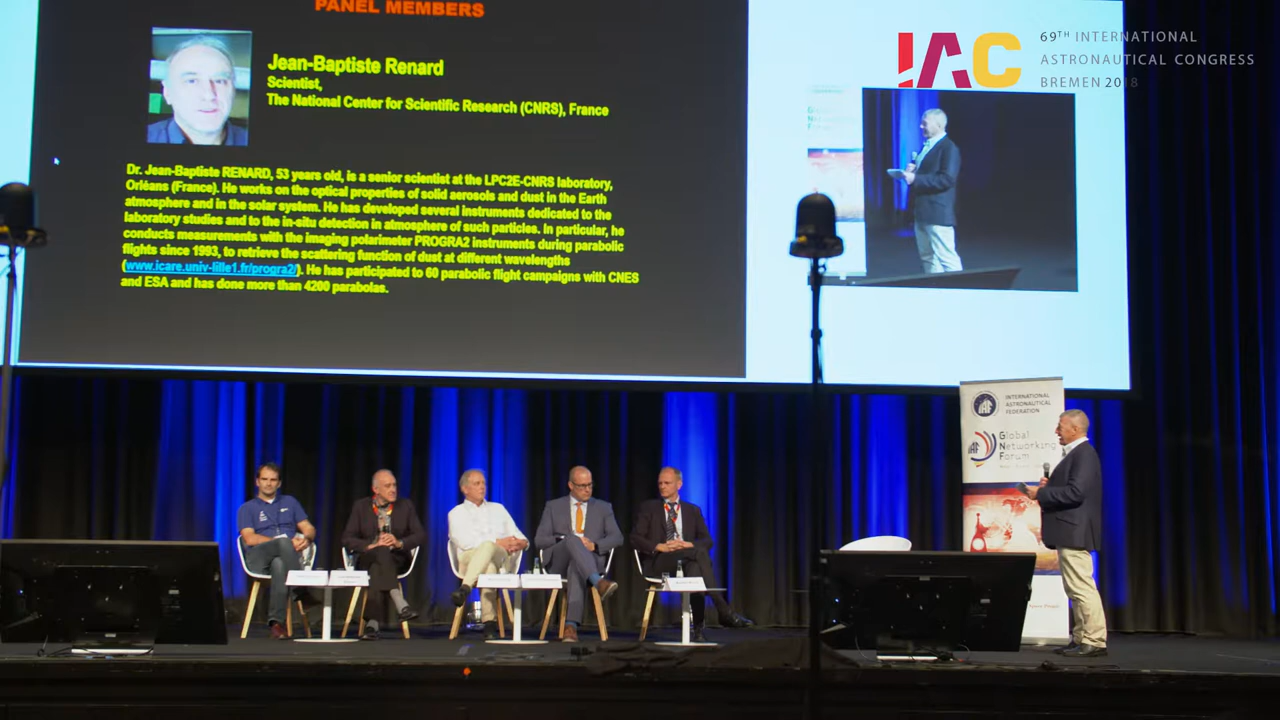 PANEL MEMBERS
Jean-Baptiste Renard
Scientist,
The National Center for Scientific Research (CNRS), France
Dr. Jean-Baptiste RENARD, 53 years old, is a senior scientist at the LPC2E-CNRS laboratory,
Orléans (France). He works on the optical properties of solid aerosols and dust in the Earth
atmosphere and in the solar system. He has developed several instruments dedicated to the
laboratory studies and to the in-situ detection in atmosphere of such particles. In particular, he
conducts measurements with the imaging polarimeter PROGRA2 instruments during parabolic
flights since 1993, to retrieve the scattering function of dust at different wavelengths
(www.icare.univ-lille1.fr/progra2/). He has participated to 60 parabolic flight campaigns with CNES
and ESA and has done more than 4200 parabolas.
IAC
69TH INTERNATIONAL
ASTRONAUTICAL CONGRESS
BREMEN 2018
INTERNATIONAL
ASTRONAUTICAL
FEDERATION
IAF
Global
Networking
Forum